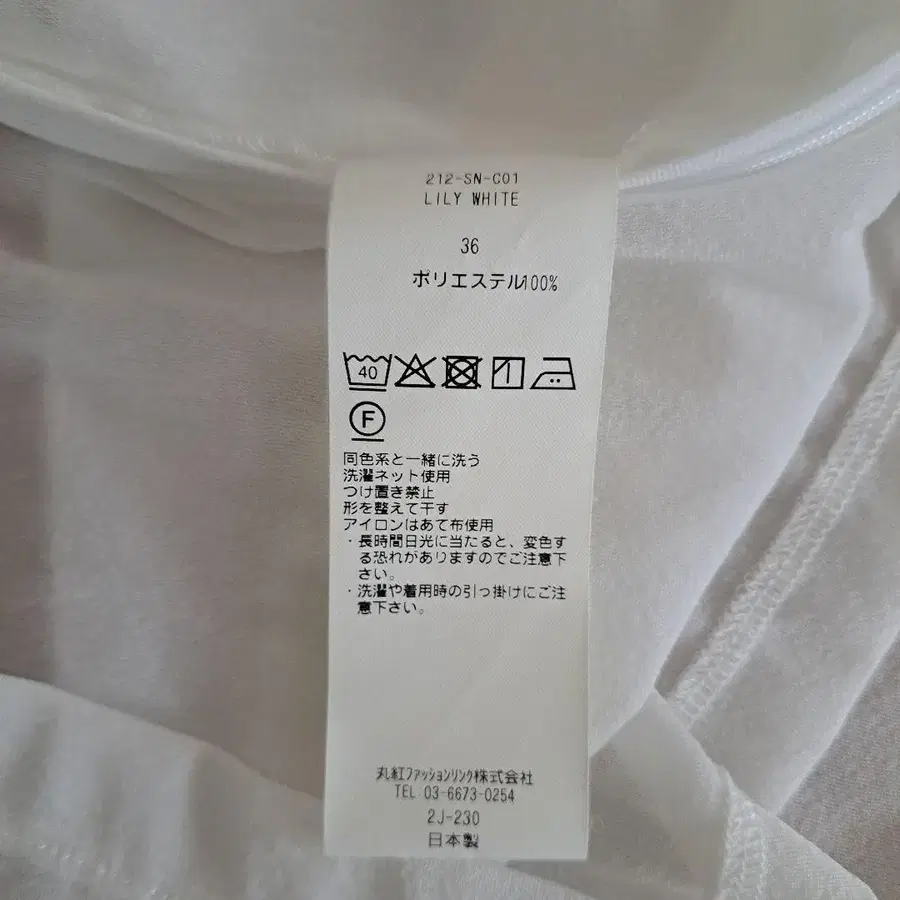 212-SN-C01
LILY WHITE
36
ポリエステル100%
40
F
同色系と一緒に洗う
洗濯ネット使用
つけ置き禁止
形を整えて干す
アイロンはあて布使用
・長時間日光に当たると、変色す
る恐れがありますのでご注意下
さい。
・洗濯や着用時の引っ掛けにご注
意下さい。
丸紅ファッションリンク株式会社
TEL 03-6673-0254
2J-230
日本製